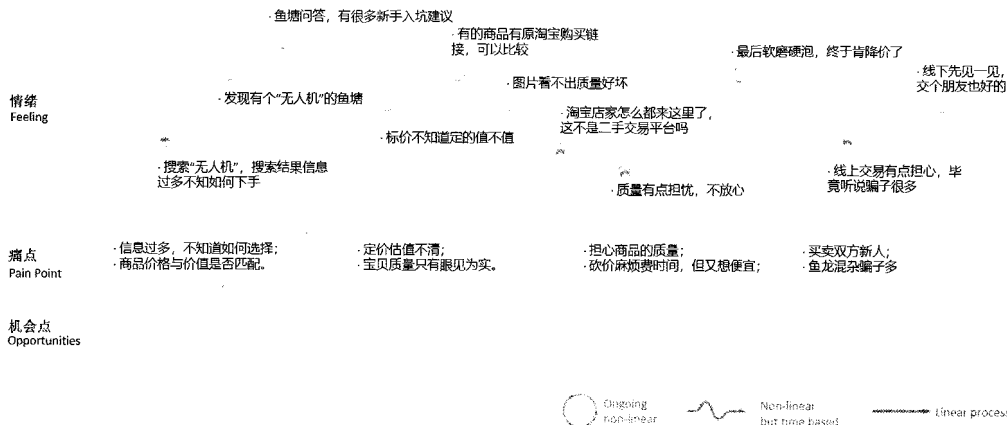 · 鱼塘问答，有很多新手入坑建议
· 有的商品有原淘宝购买链
接，可以比较
· 最后软磨硬泡，终于肯降价了
· 线下先见一见，
交个朋友也好的
· 图片看不出质量好坏
情绪
Feeling
· 发现有个“无人机”的鱼塘
· 淘宝店家怎么都来这里了，
这不是二手交易平台吗
· 标价不知道定的值不值
· 搜索“无人机”，搜索结果信息
过多不知如何下手
· 线上交易有点担心，毕
竟听说骗子很多
· 质量有点担忧，不放心
痛点
Pain Point
· 信息过多，不知道如何选择；
· 商品价格与价值是否匹配。
· 定价估值不清；
· 宝贝质量只有眼见为实。
· 担心商品的质量；
· 砍价麻烦费时间，但又想便宜；
· 买卖双方新人；
· 鱼龙混杂骗子多
机会点
Opportunities
Ongoing
non-linear
Non-linear
but time based
Linear process